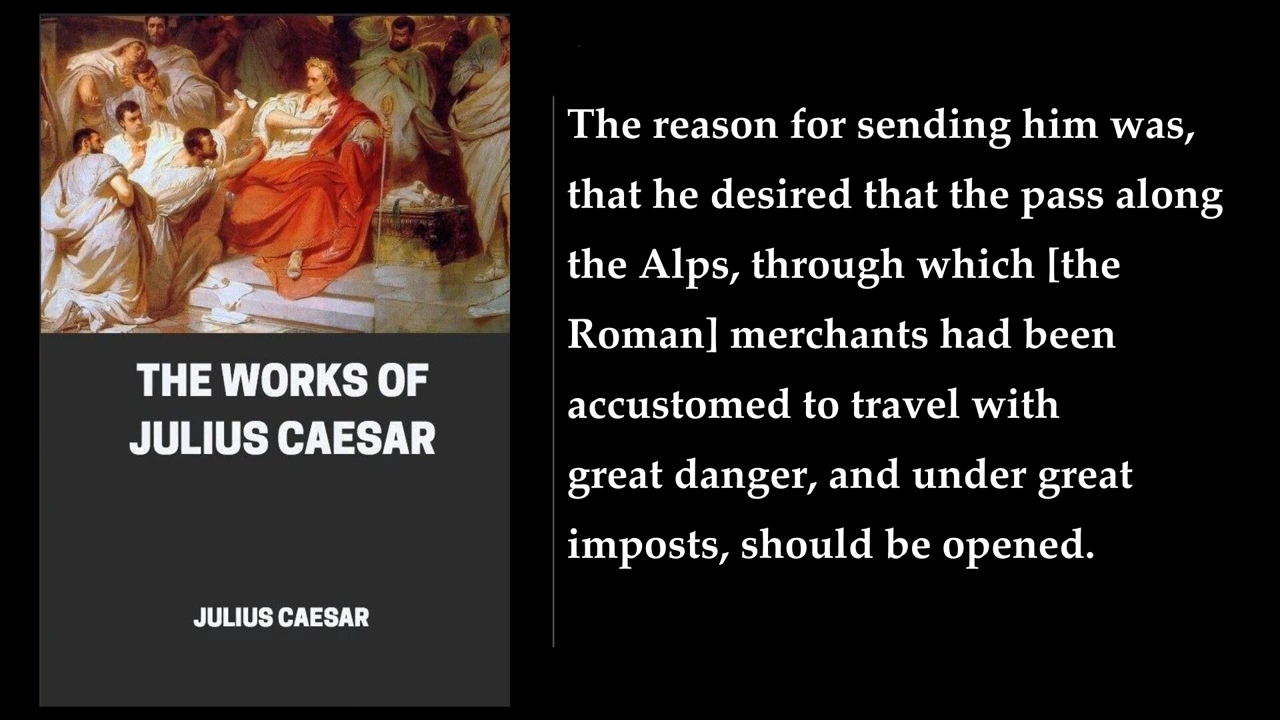 THE WORKS OF
JULIUS CAESAR
JULIUS CAESAR
The reason for sending him was,
that he desired that the pass along
the Alps, through which [the
Roman] merchants had been
accustomed to travel with
great danger, and under great
imposts, should be opened.